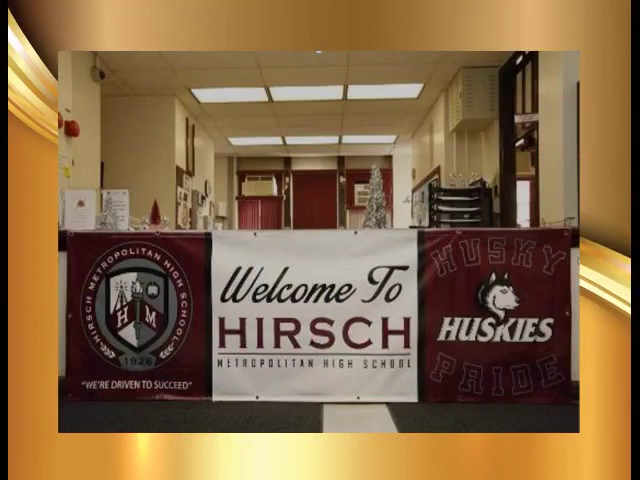 HIRSCH METROPOLITAN HIGH SCHOOL
H M
1926
"WE'RE DRIVEN TO SUCCEED"
Welcome To
HIRSCH
METROPOLITAN HIGH SCHOOL
HUSKY
HUSKIES
PRIDE